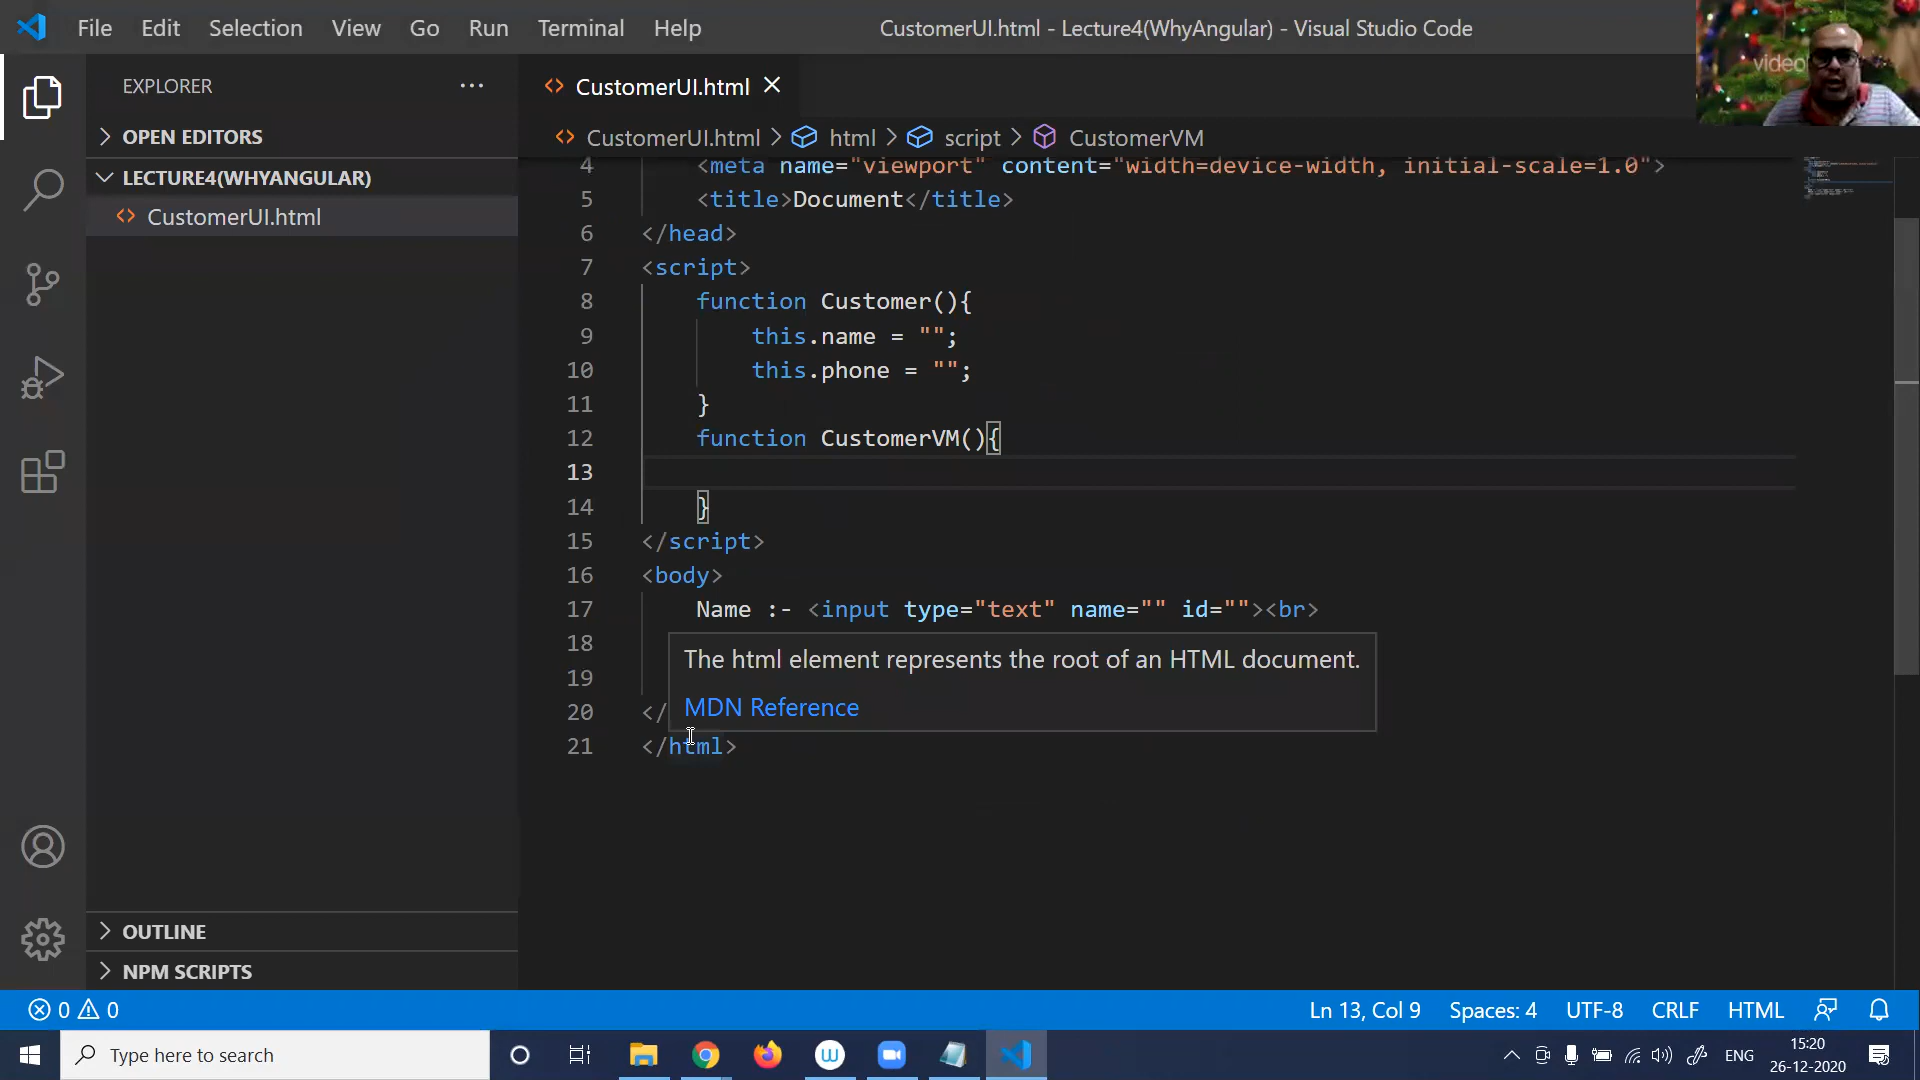 File Edit Selection View Go Run Terminal Help
CustomerUI.html - Lecture4(WhyAngular) - Visual Studio Code
video
EXPLORER
OPEN EDITORS
LECTURE4(WHYANGULAR)
CustomerUI.html
OUTLINE
NPM SCRIPTS
CustomerUI.html
CustomerUI.html > html > script > CustomerVM
4 <meta name="viewport" content="width=device-width, initial-scale=1.0">
5 <title>Document</title>
6 </head>
7 <script>
8 function Customer(){
9 this.name = "";
10 this.phone = "";
11 }
12 function CustomerVM(){
13
14 }
15 </script>
16 <body>
17 Name :- <input type="text" name="" id=""><br>
18
The html element represents the root of an HTML document.
19
MDN Reference
20 </
21 </html>
0 0
Ln 13, Col 9 Spaces: 4 UTF-8 CRLF HTML
Type here to search
ENG
15:20
26-12-2020